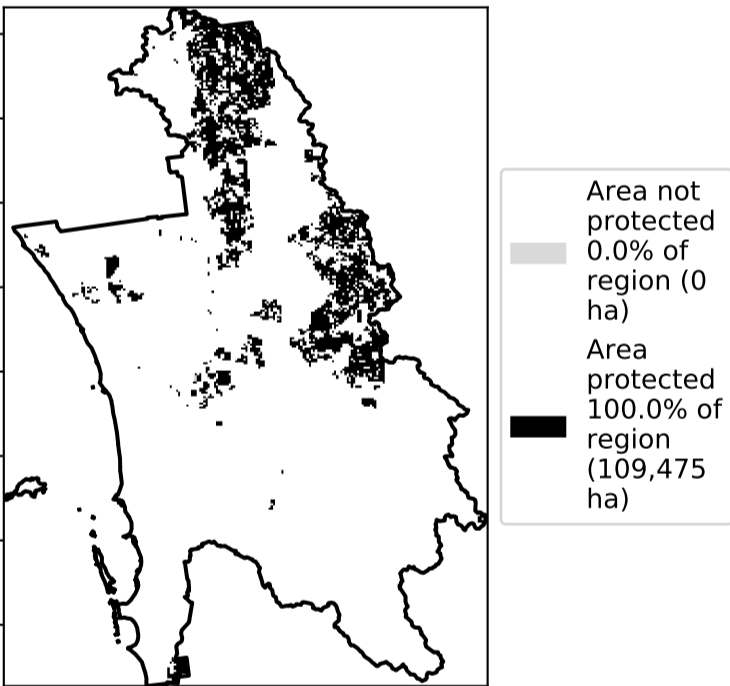 Area not
protected
0.0% of
region (0
ha)
Area
protected
100.0% of
region
(109,475
ha)